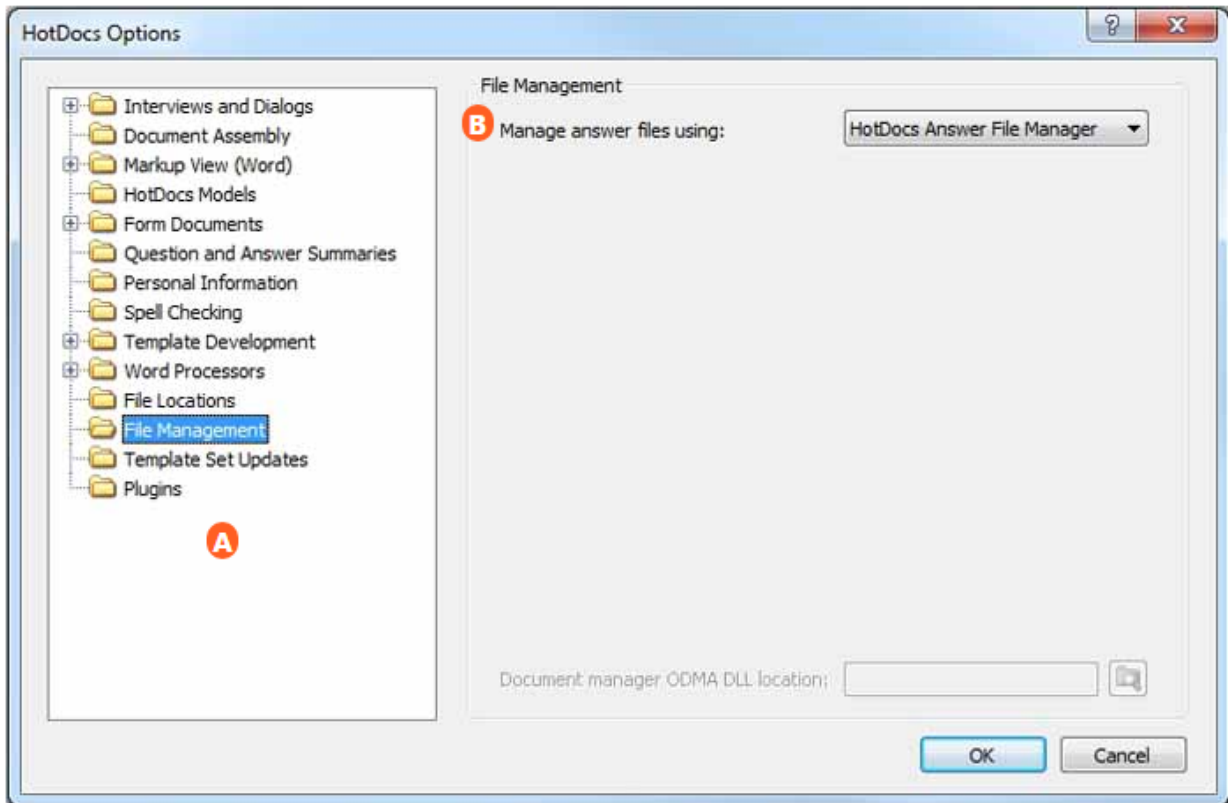 HotDocs Options
Interviews and Dialogs
Document Assembly
Markup View (Word)
HotDocs Models
Form Documents
Question and Answer Summaries
Personal Information
Spell Checking
Template Development
Word Processors
File Locations
File Management
Template Set Updates
Plugins
A
File Management
B Manage answer files using: HotDocs Answer File Manager
Document manager ODMA DLL location:
OK Cancel